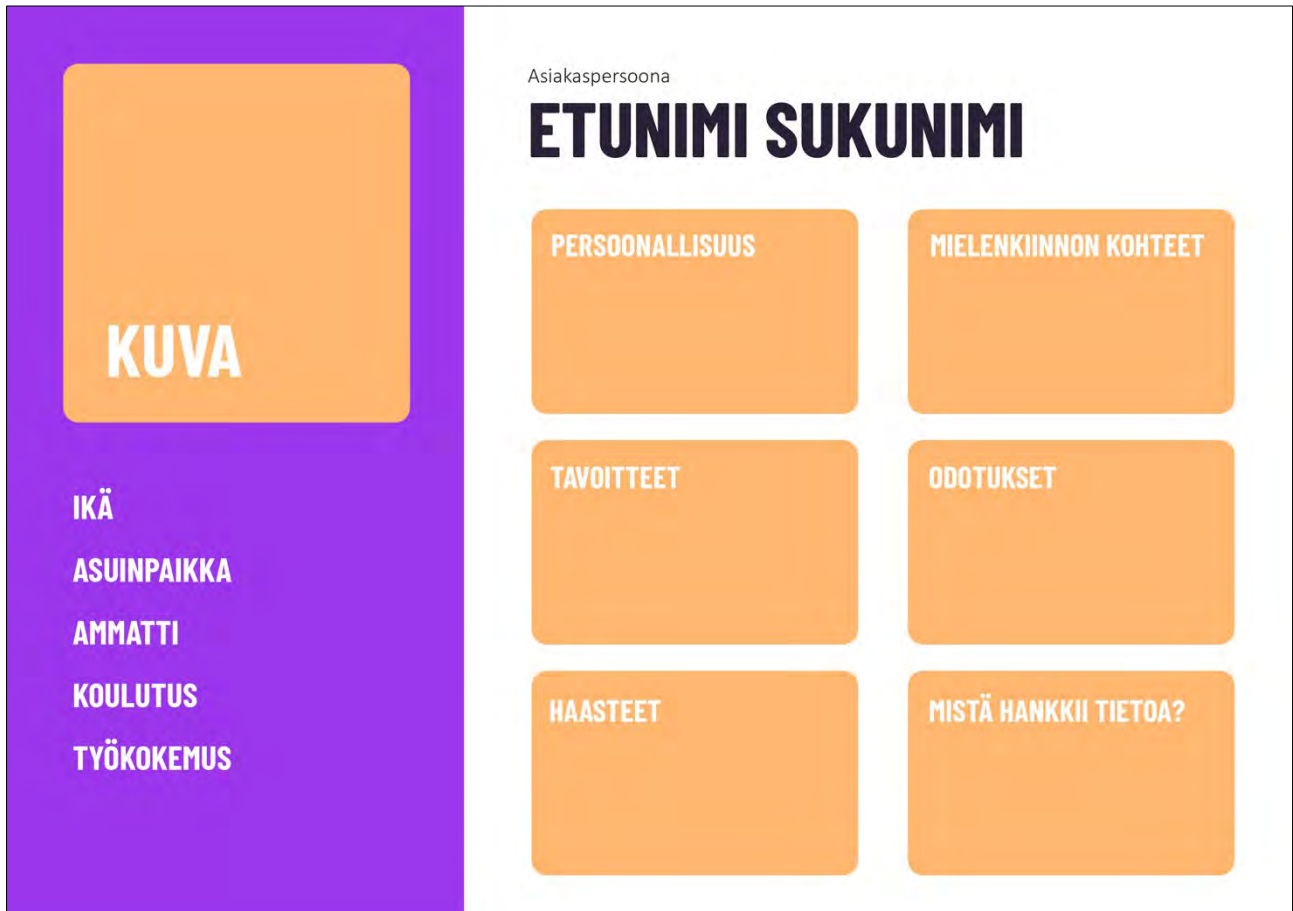 KUVA
IKÄ
ASUINPAIKKA
AMMATTI
KOULUTUS
TYÖKOKEMUS
Asiakaspersoona
ETUNIMI SUKUNIMI
PERSOONALLISUUS
MIELENKIINNON KOHTEET
TAVOITTEET
ODOTUKSET
HAASTEET
MISTÄ HANKKII TIETOA?